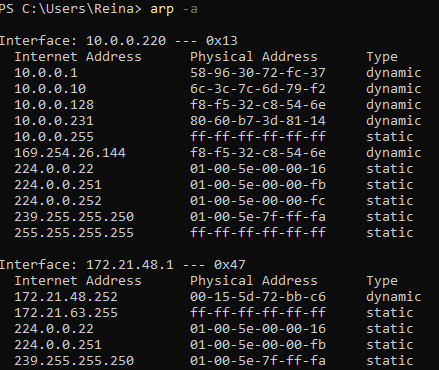 PS C:\Users\Reina> arp -a
Interface: 10.0.0.220 --- 0x13
Internet Address Physical Address Type
10.0.0.1 58-96-30-72-fc-37 dynamic
10.0.0.10 6c-3c-7c-6d-79-f2 dynamic
10.0.0.128 f8-f5-32-c8-54-6e dynamic
10.0.0.231 80-60-b7-3d-81-14 dynamic
10.0.0.255 ff-ff-ff-ff-ff-ff static
169.254.26.144 f8-f5-32-c8-54-6e dynamic
224.0.0.22 01-00-5e-00-00-16 static
224.0.0.251 01-00-5e-00-00-fb static
224.0.0.252 01-00-5e-00-00-fc static
239.255.255.250 01-00-5e-7f-ff-fa static
255.255.255.255 ff-ff-ff-ff-ff-ff static
Interface: 172.21.48.1 --- 0x47
Internet Address Physical Address Type
172.21.48.252 00-15-5d-72-bb-c6 dynamic
172.21.63.255 ff-ff-ff-ff-ff-ff static
224.0.0.22 01-00-5e-00-00-16 static
224.0.0.251 01-00-5e-00-00-fb static
239.255.255.250 01-00-5e-7f-ff-fa static